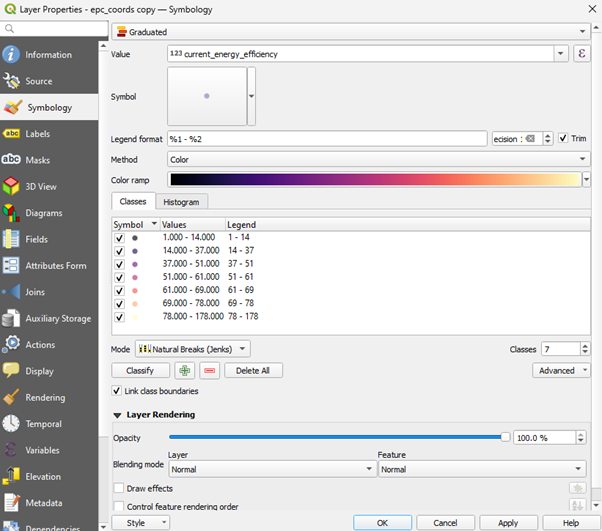 Layer Properties - epc_coords copy — Symbology
Information
Source
Symbology
Labels
Masks
3D View
Diagrams
Fields
Attributes Form
Joins
Auxiliary Storage
Actions
Display
Rendering
Temporal
Variables
Elevation
Metadata
Dependencies
Graduated
Value 123 current_energy_efficiency ε
Symbol
Legend format %1 - %2 ecision : Trim
Method Color
Color ramp
Classes Histogram
Symbol Values Legend
1.000 - 14.000 1 - 14
14.000 - 37.000 14 - 37
37.000 - 51.000 37 - 51
51.000 - 61.000 51 - 61
61.000 - 69.000 61 - 69
69.000 - 78.000 69 - 78
78.000 - 178.000 78 - 178
Mode Natural Breaks (Jenks) Classes 7
Classify Delete All Advanced
Link class boundaries
Layer Rendering
Opacity 100.0 %
Layer Feature
Blending mode Normal Normal
Draw effects
Control feature rendering order
Style OK Cancel Apply Help